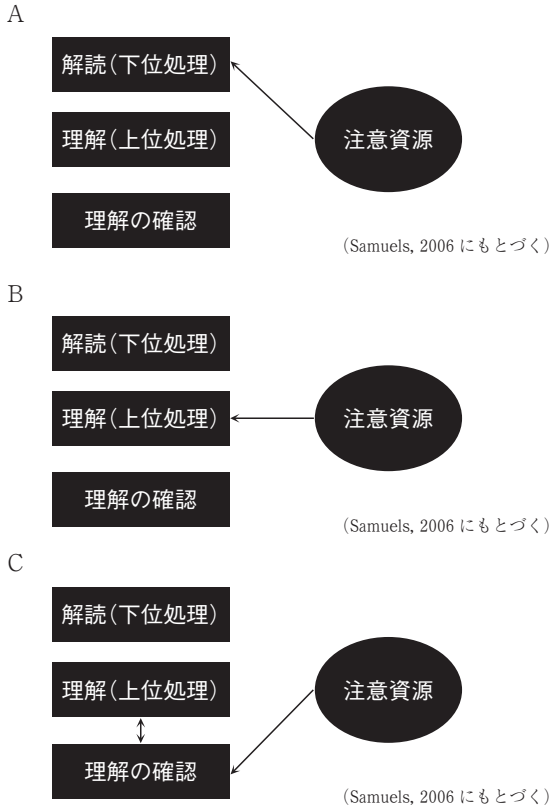 A
解読(下位処理)
理解(上位処理)
注意資源
理解の確認
(Samuels, 2006 にもとづく)
B
解読(下位処理)
理解(上位処理)
注意資源
理解の確認
(Samuels, 2006 にもとづく)
C
解読(下位処理)
理解(上位処理)
注意資源
理解の確認
(Samuels, 2006 にもとづく)